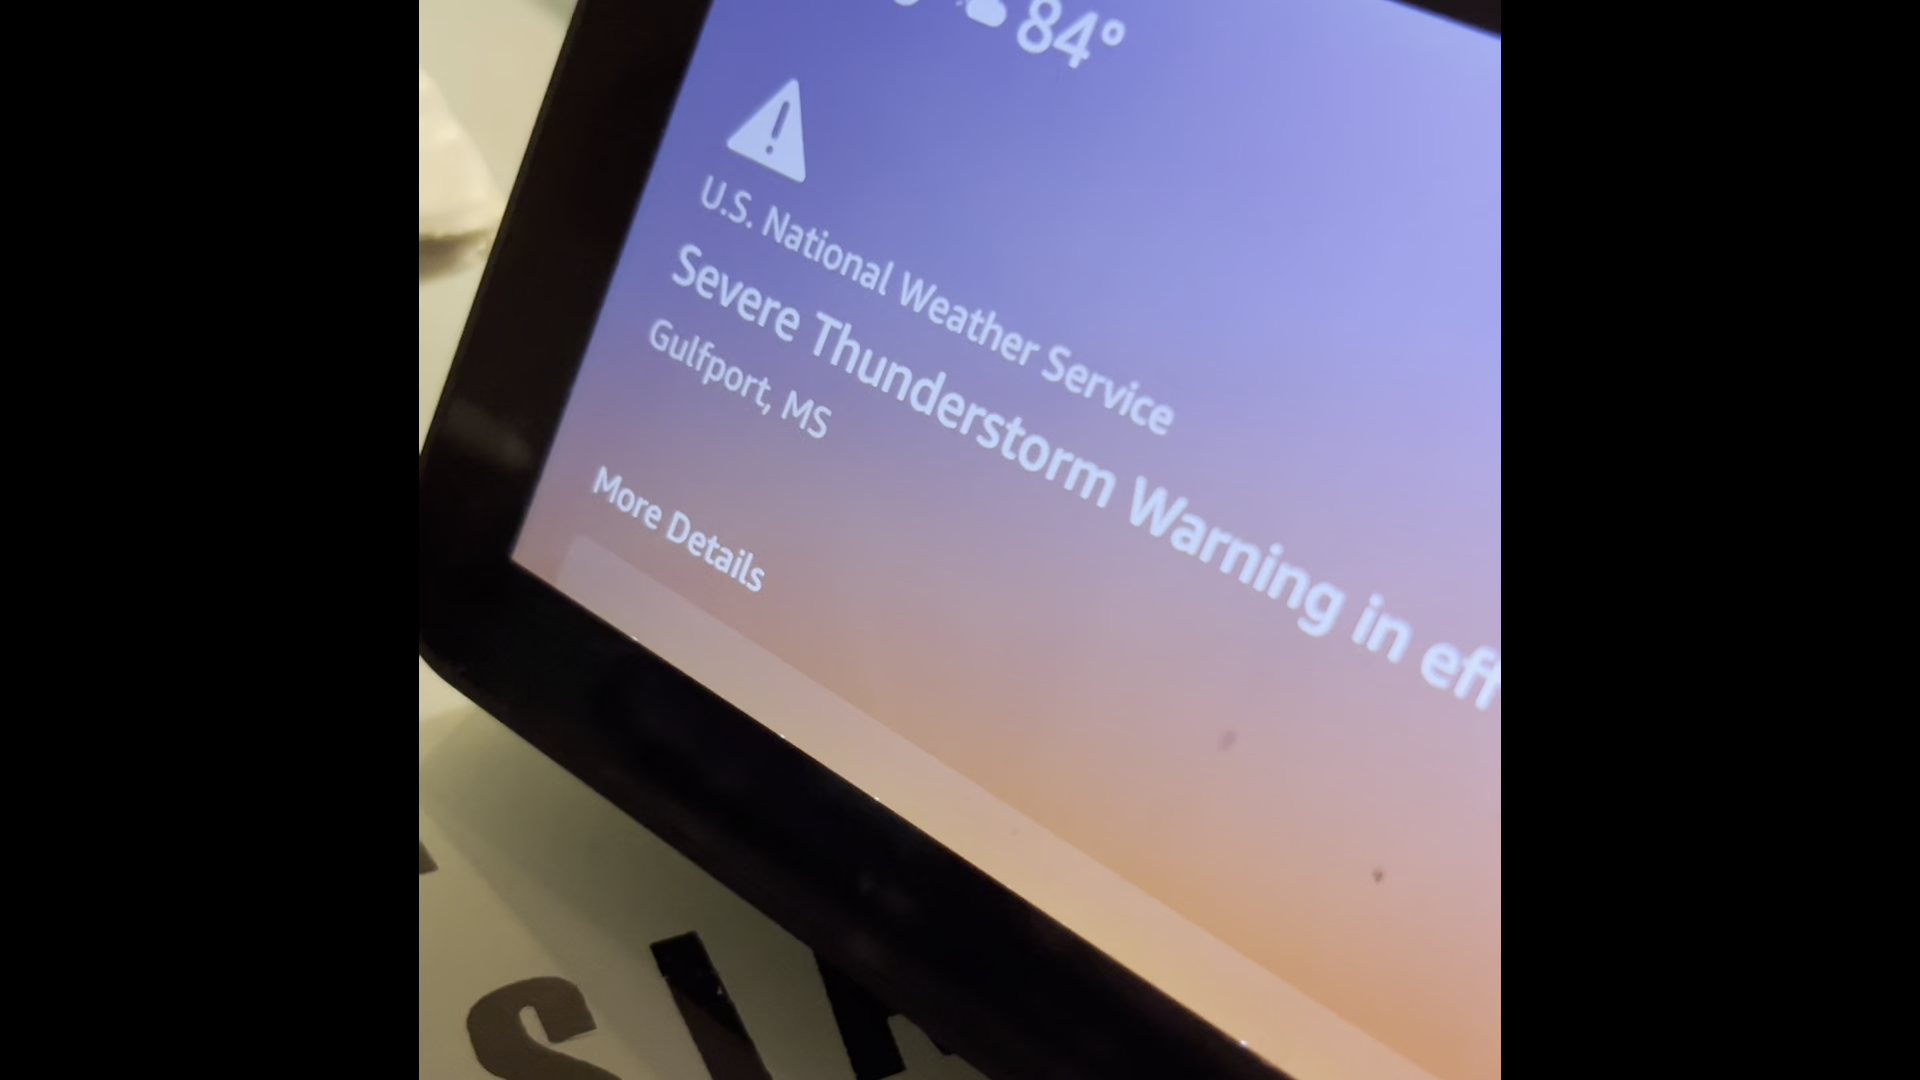 84°
U.S. National Weather Service
Severe Thunderstorm Warning in eff
Gulfport, MS
More Details
S